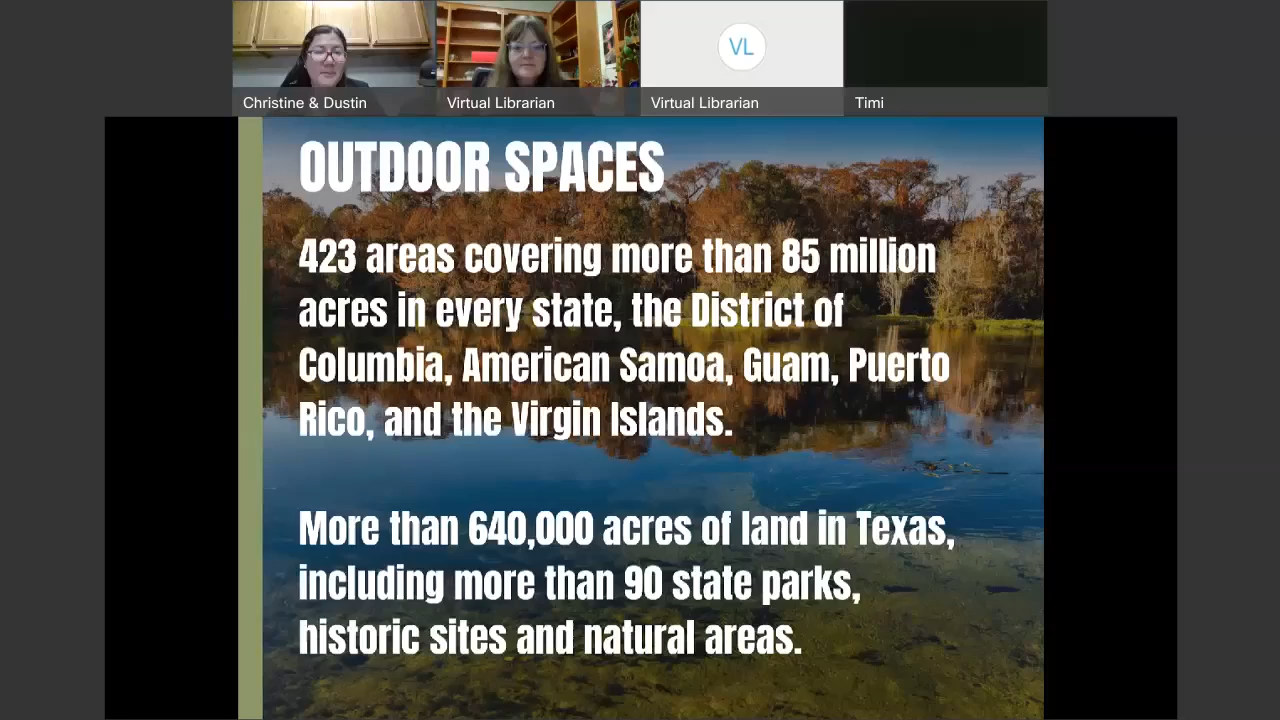 VL
Christine & Dustin
Virtual Librarian
Virtual Librarian
Timi
OUTDOOR SPACES
423 areas covering more than 85 million
acres in every state, the District of
Columbia, American Samoa, Guam, Puerto
Rico, and the Virgin Islands.
More than 640,000 acres of land in Texas,
including more than 90 state parks,
historic sites and natural areas.